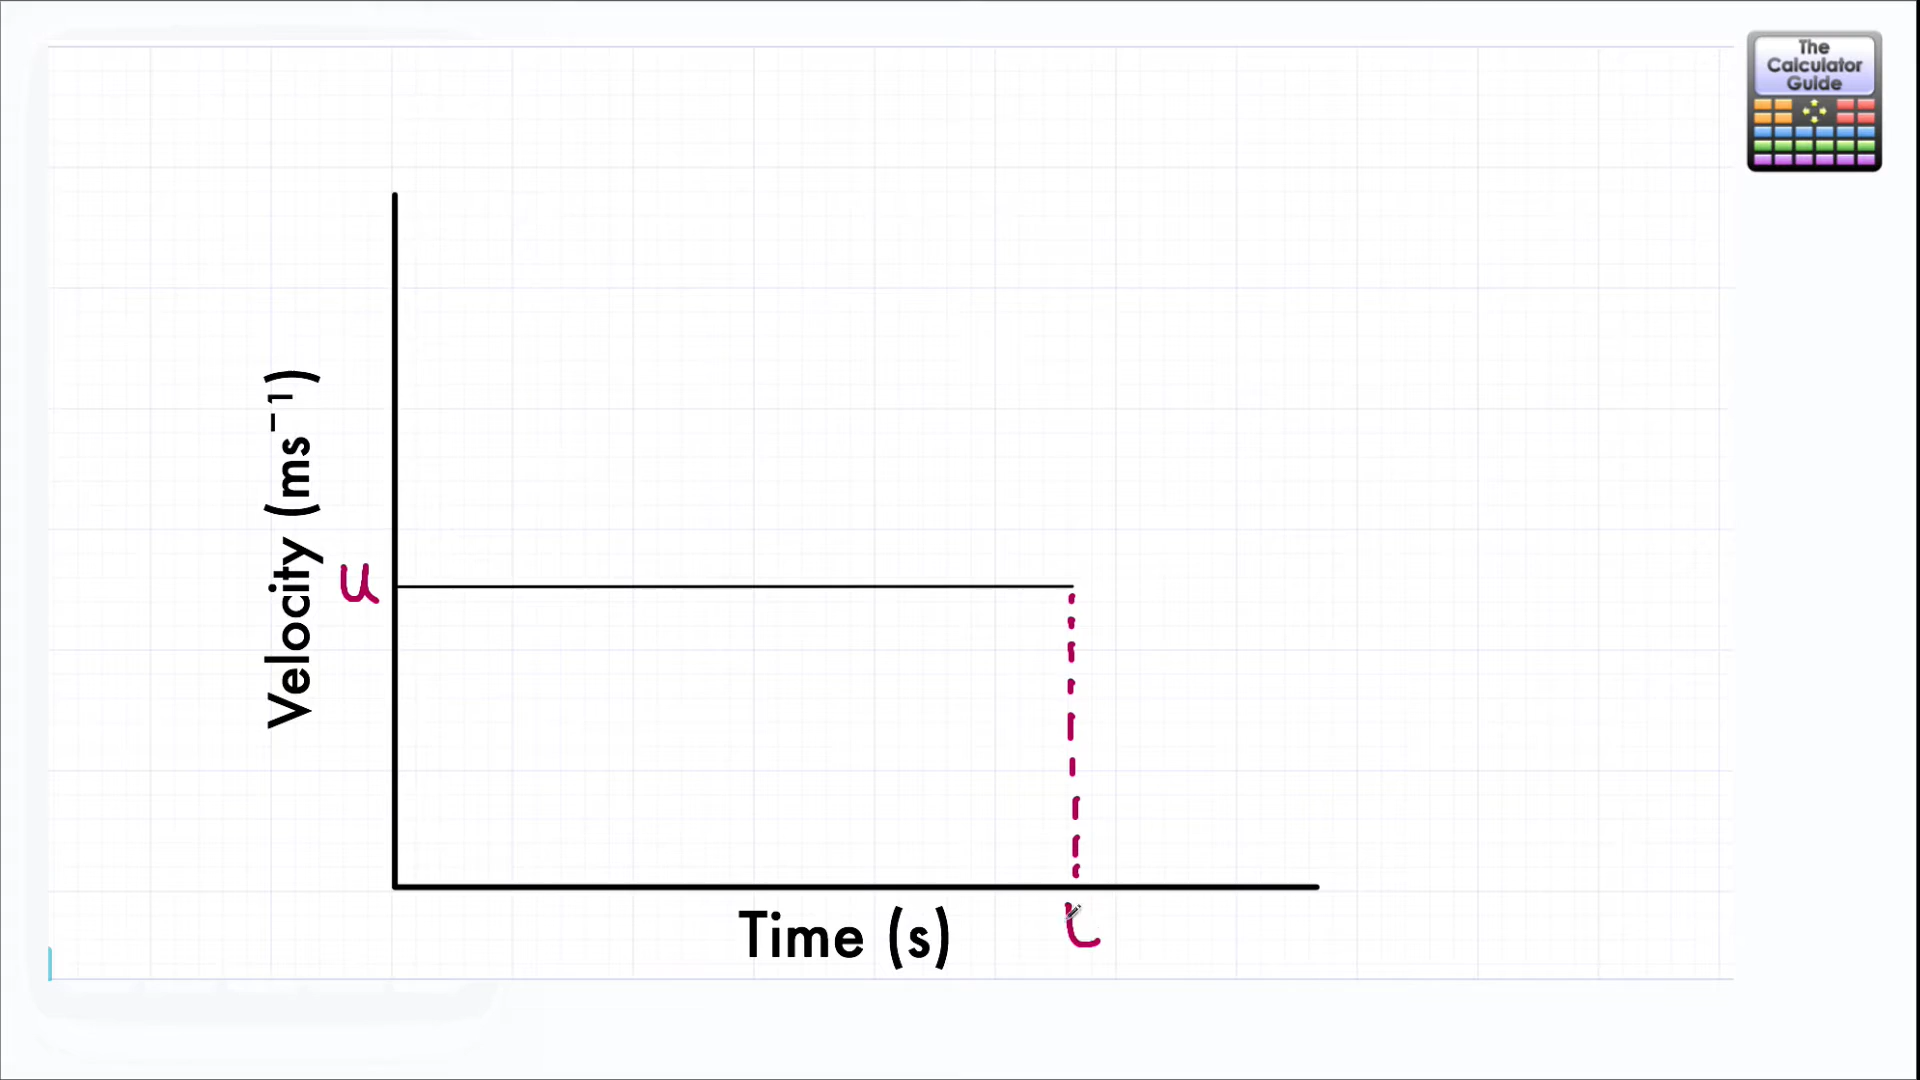 The
Calculator
Guide
Velocity (ms⁻¹)
u
Time (s)
t